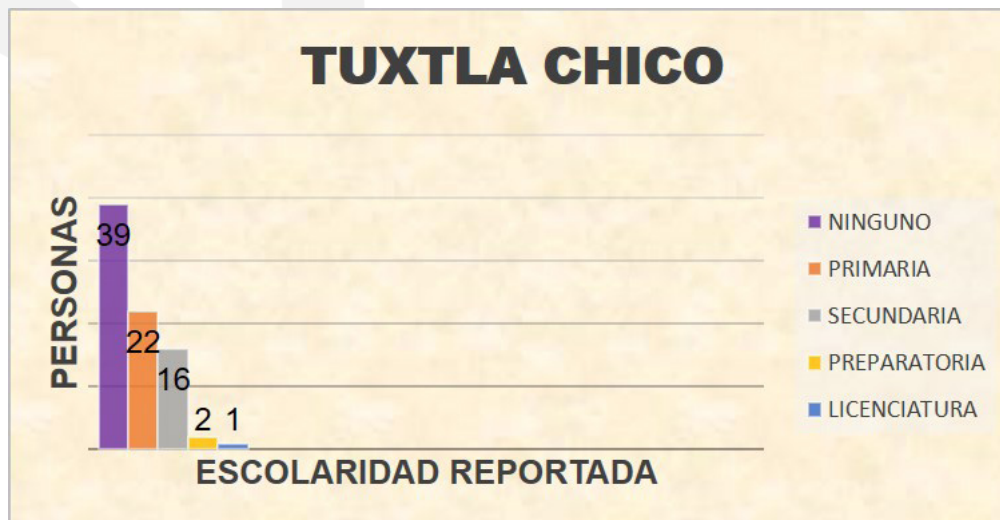 TUXTLA CHICO
PERSONAS
39
22
16
2
1
ESCOLARIDAD REPORTADA
NINGUNO
PRIMARIA
SECUNDARIA
PREPARATORIA
LICENCIATURA